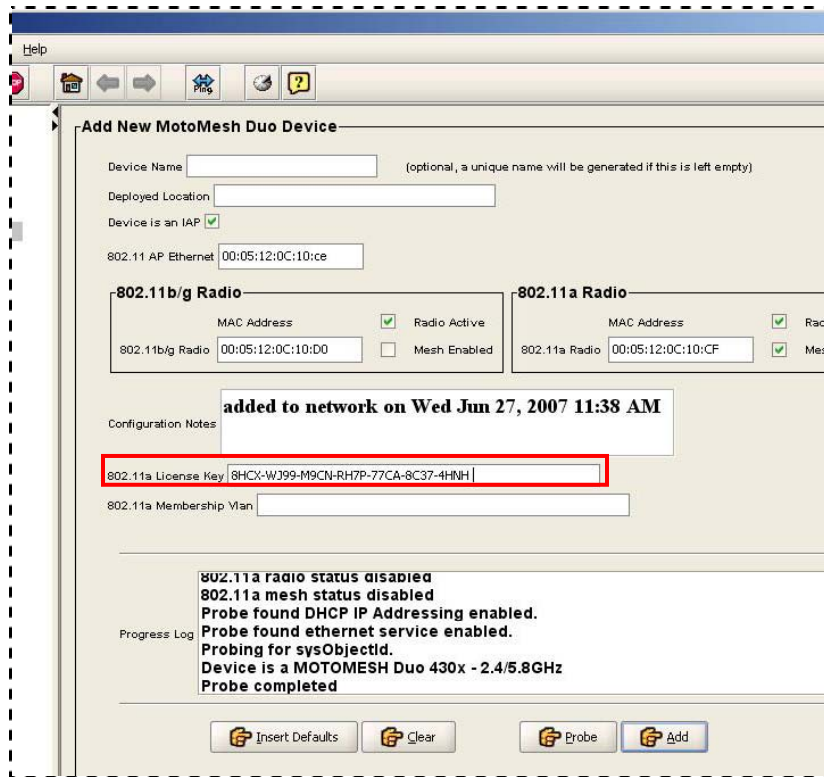 Help
Ping
?
Add New MotoMesh Duo Device
Device Name (optional, a unique name will be generated if this is left empty)
Deployed Location
Device is an IAP
802.11 AP Ethernet 00:05:12:0C:10:ce
802.11b/g Radio
MAC Address Radio Active
802.11b/g Radio 00:05:12:0C:10:D0 Mesh Enabled
802.11a Radio
MAC Address Rad
802.11a Radio 00:05:12:0C:10:CF Mes
Configuration Notes added to network on Wed Jun 27, 2007 11:38 AM
802.11a License Key 8HCX-WJ99-M9CN-RH7P-77CA-8C37-4HNH
802.11a Membership Vlan
Progress Log
802.11a radio status disabled
802.11a mesh status disabled
Probe found DHCP IP Addressing enabled.
Probe found ethernet service enabled.
Probing for sysObjectId.
Device is a MOTOMESH Duo 430x - 2.4/5.8GHz
Probe completed
Insert Defaults Clear Probe Add